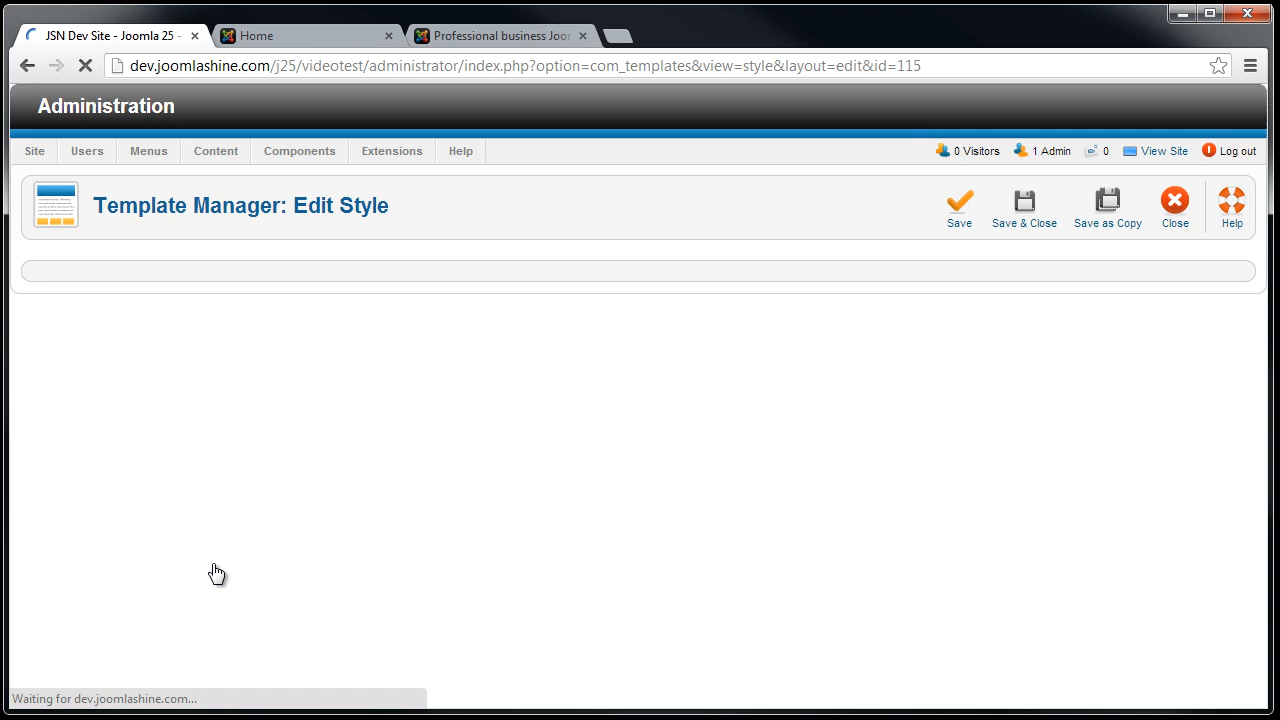 JSN Dev Site - Joomla 25 -
Home
Professional business Joor
dev.joomlashine.com/j25/videotest/administrator/index.php?option=com_templates&view=style&layout=edit&id=115
Administration
Site Users Menus Content Components Extensions Help
0 Visitors 1 Admin 0 View Site Log out
Template Manager: Edit Style
Save Save & Close Save as Copy Close Help
Waiting for dev.joomlashine.com...